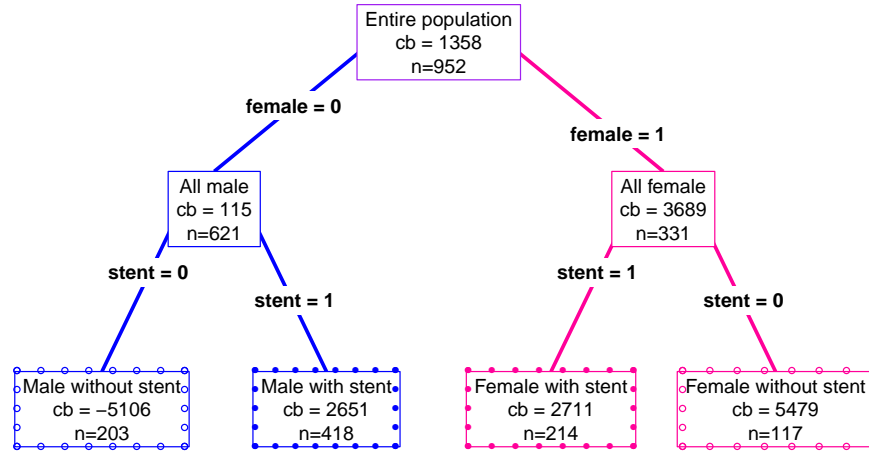 Entire population
cb = 1358
n=952
female = 0
female = 1
All male
cb = 115
n=621
All female
cb = 3689
n=331
stent = 0
stent = 1
stent = 1
stent = 0
Male without stent
cb = −5106
n=203
Male with stent
cb = 2651
n=418
Female with stent
cb = 2711
n=214
Female without stent
cb = 5479
n=117